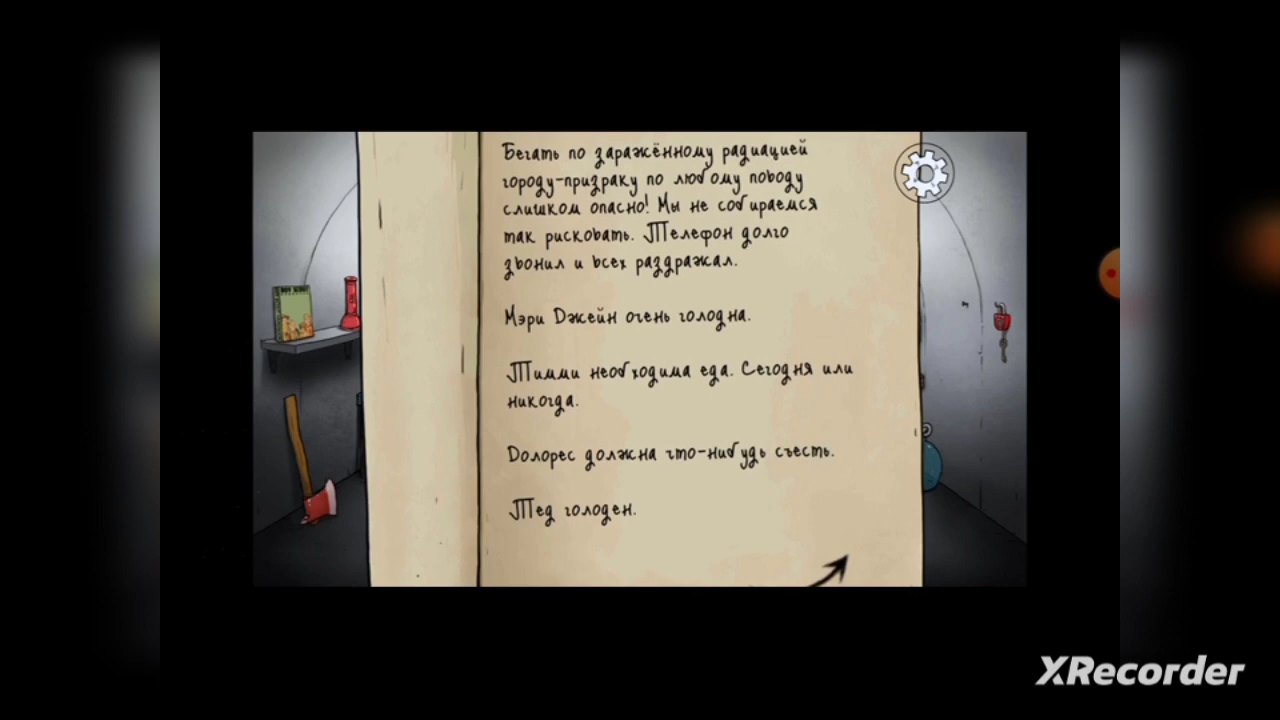 Бегать по заражённому радиацией
городу-призраку по любому поводу
слишком опасно! Мы не собираемся
так рисковать. Телефон долго
звонил и всех раздражал.
Мэри Джейн очень голодна.
Тимми необходима еда. Сегодня или
никогда.
Долорес должна что-нибудь съесть.
Тед голоден.
XRecorder